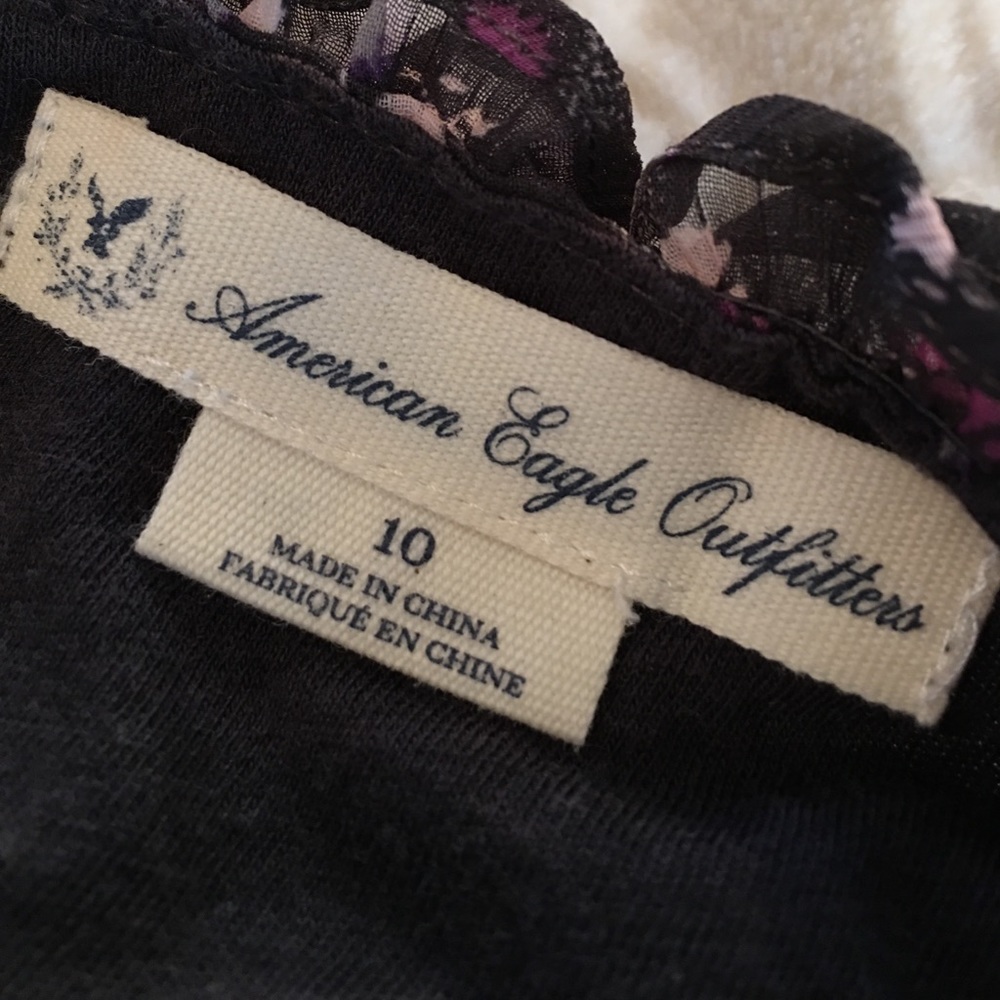 American Eagle Outfitters
10
MADE IN CHINA
FABRIQUÉ EN CHINE